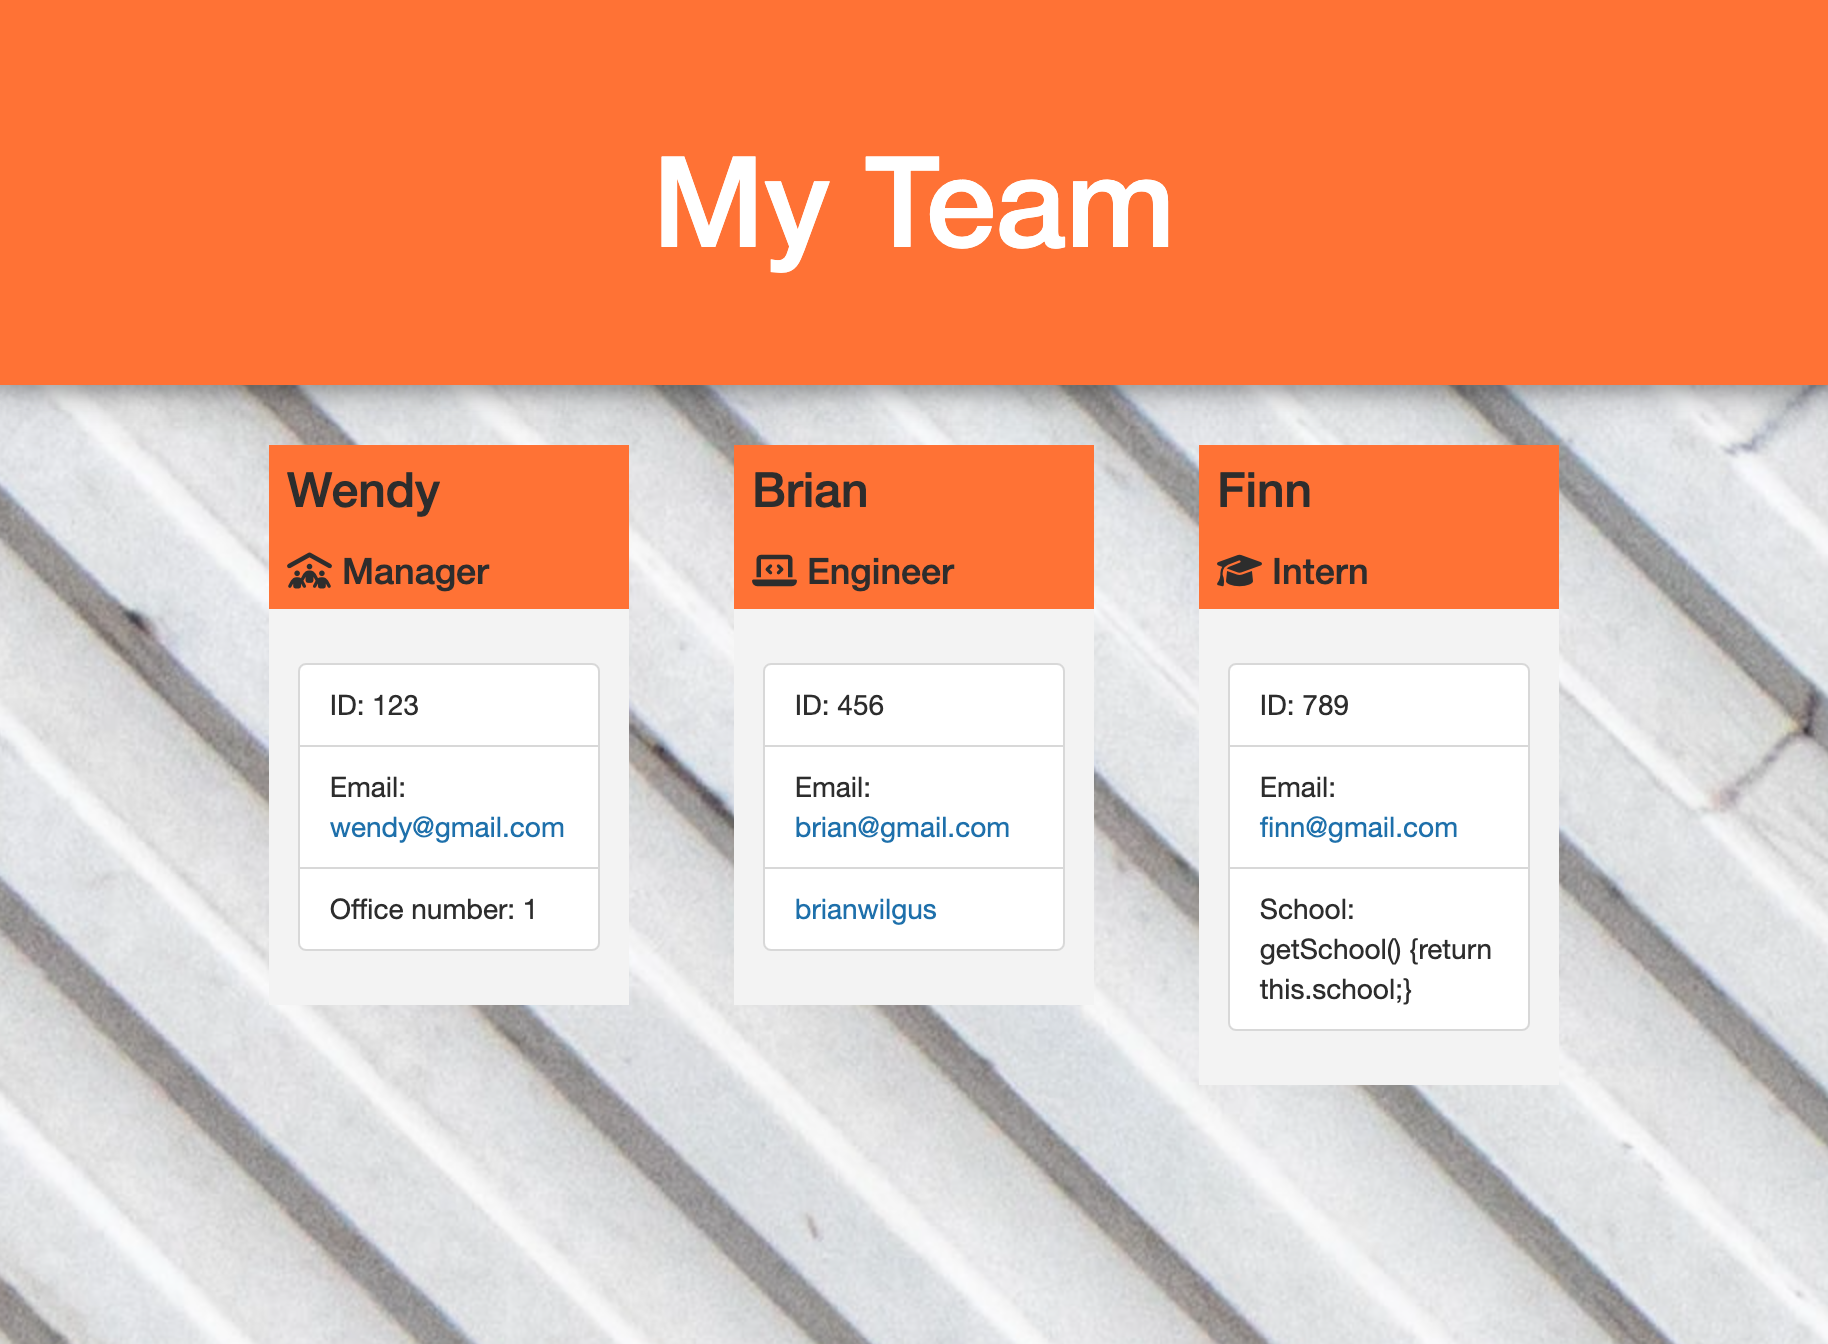 My Team
Wendy
Manager
ID: 123
Email:
wendy@gmail.com
Office number: 1
Brian
Engineer
ID: 456
Email:
brian@gmail.com
brianwilgus
Finn
Intern
ID: 789
Email:
finn@gmail.com
School:
getSchool() {return
this.school;}